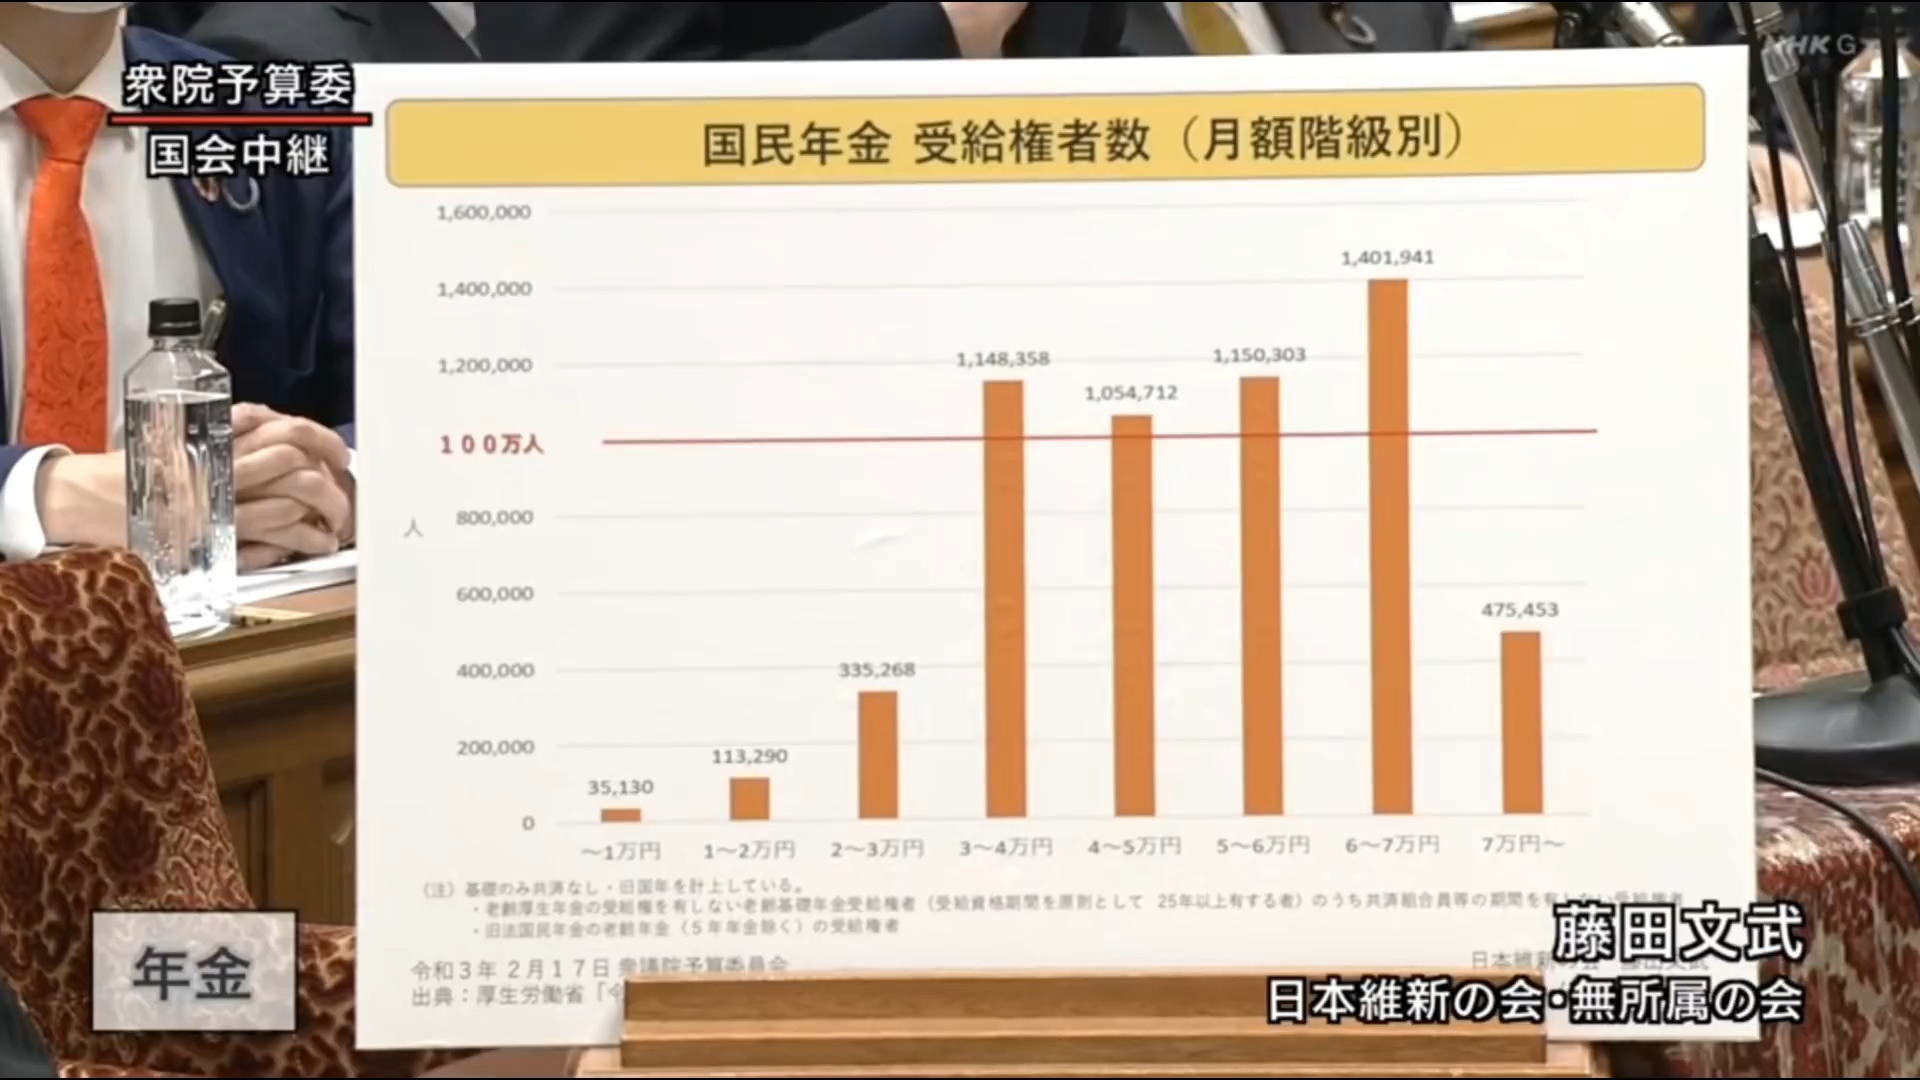 衆院予算委
国会中継
NHK G
国民年金 受給権者数（月額階級別）
1,600,000
1,400,000
1,200,000
１００万人
800,000
600,000
400,000
200,000
0
人
35,130
113,290
335,268
1,148,358
1,054,712
1,150,303
1,401,941
475,453
～1万円 1～2万円 2～3万円 3～4万円 4～5万円 5～6万円 6～7万円 7万円～
（注）基礎のみ共済なし・旧国年を計上している。
・老齢厚生年金の受給権を有しない老齢基礎年金受給権者（受給資格期間を原則として 25年以上有する者）のうち共済組合員等の期間を有しない受給権者
・旧法国民年金の老齢年金（５年年金除く）の受給権者
令和３年２月１７日 衆議院予算委員会
出典：厚生労働省「令
日本維新の会 藤田文武
年金
藤田文武
日本維新の会・無所属の会